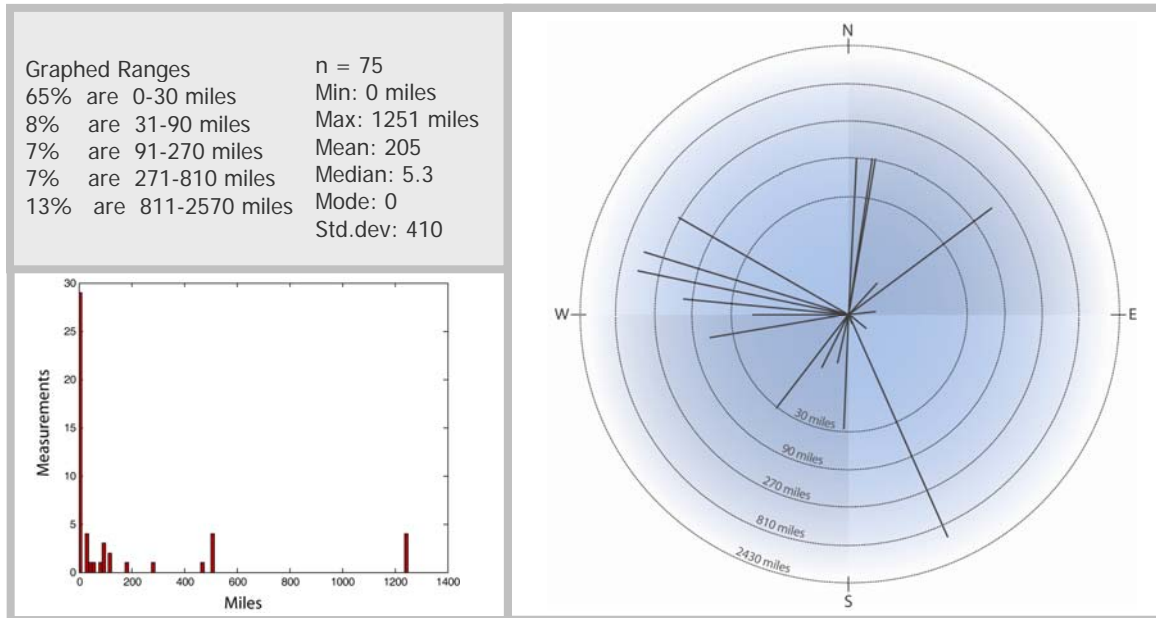 Graphed Ranges
65% are 0-30 miles
8% are 31-90 miles
7% are 91-270 miles
7% are 271-810 miles
13% are 811-2570 miles
n = 75
Min: 0 miles
Max: 1251 miles
Mean: 205
Median: 5.3
Mode: 0
Std.dev: 410
30
25
20
15
10
5
0
Measurements
0 200 400 600 800 1000 1200 1400
Miles
N
W
E
S
30 miles
90 miles
270 miles
810 miles
2430 miles